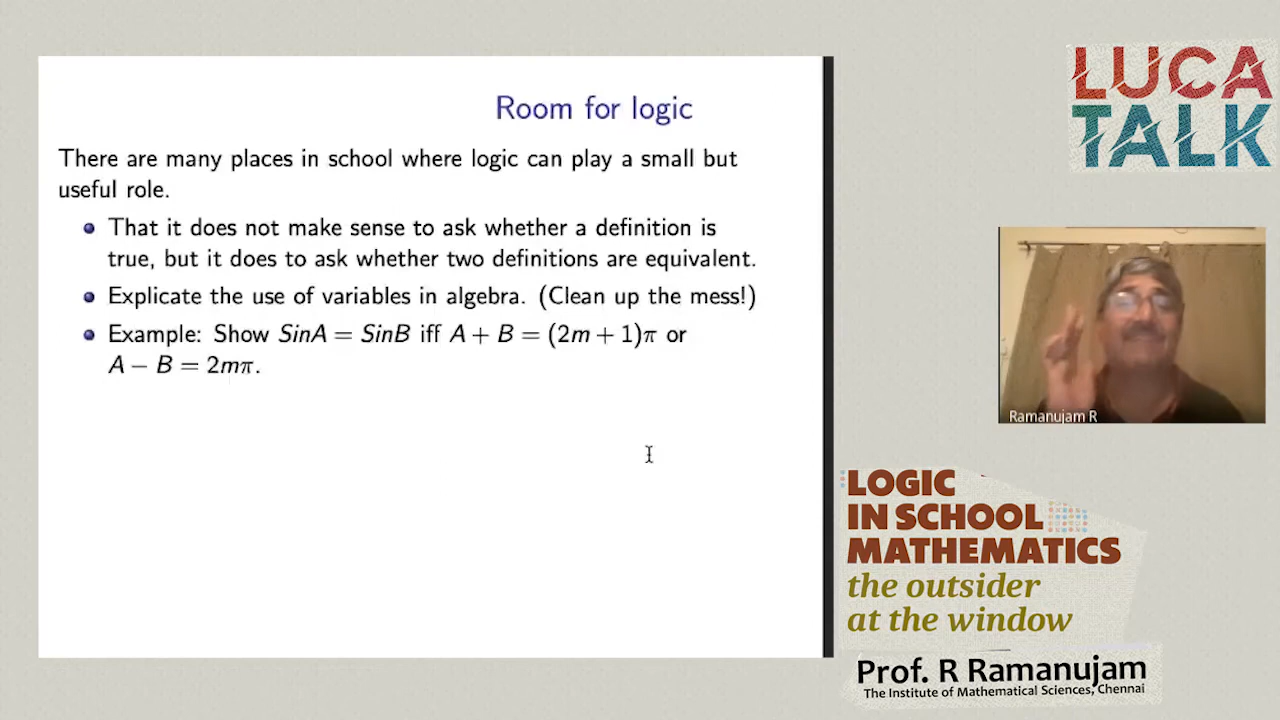 Room for logic
There are many places in school where logic can play a small but
useful role.
That it does not make sense to ask whether a definition is
true, but it does to ask whether two definitions are equivalent.
Explicate the use of variables in algebra. (Clean up the mess!)
Example: Show SinA = SinB iff A + B = (2m + 1)π or
A − B = 2mπ.
LUCA
TALK
Ramanujam R
LOGIC
IN SCHOOL
MATHEMATICS
the outsider
at the window
Prof. R Ramanujam
The Institute of Mathematical Sciences, Chennai